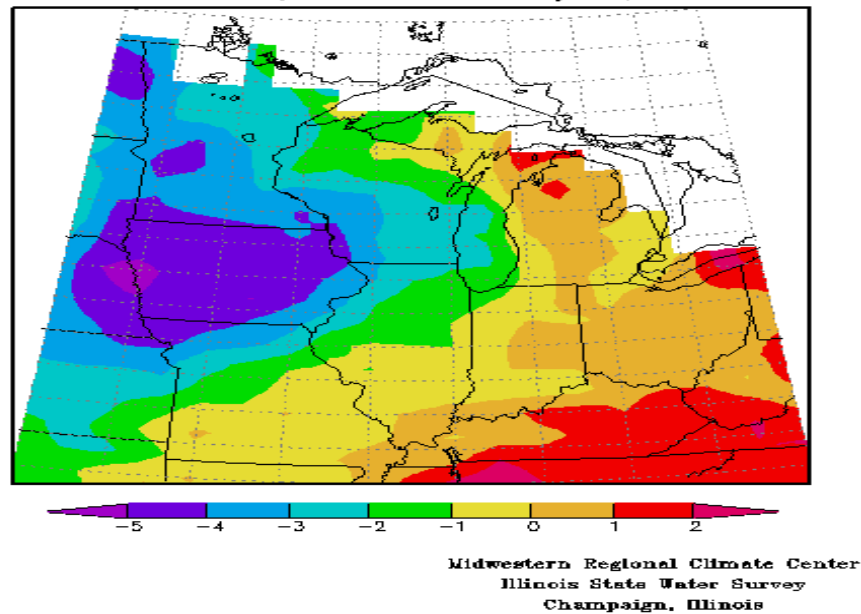 -5 -4 -3 -2 -1 0 1 2
Midwestern Regional Climate Center
Illinois State Water Survey
Champaign, Illinois